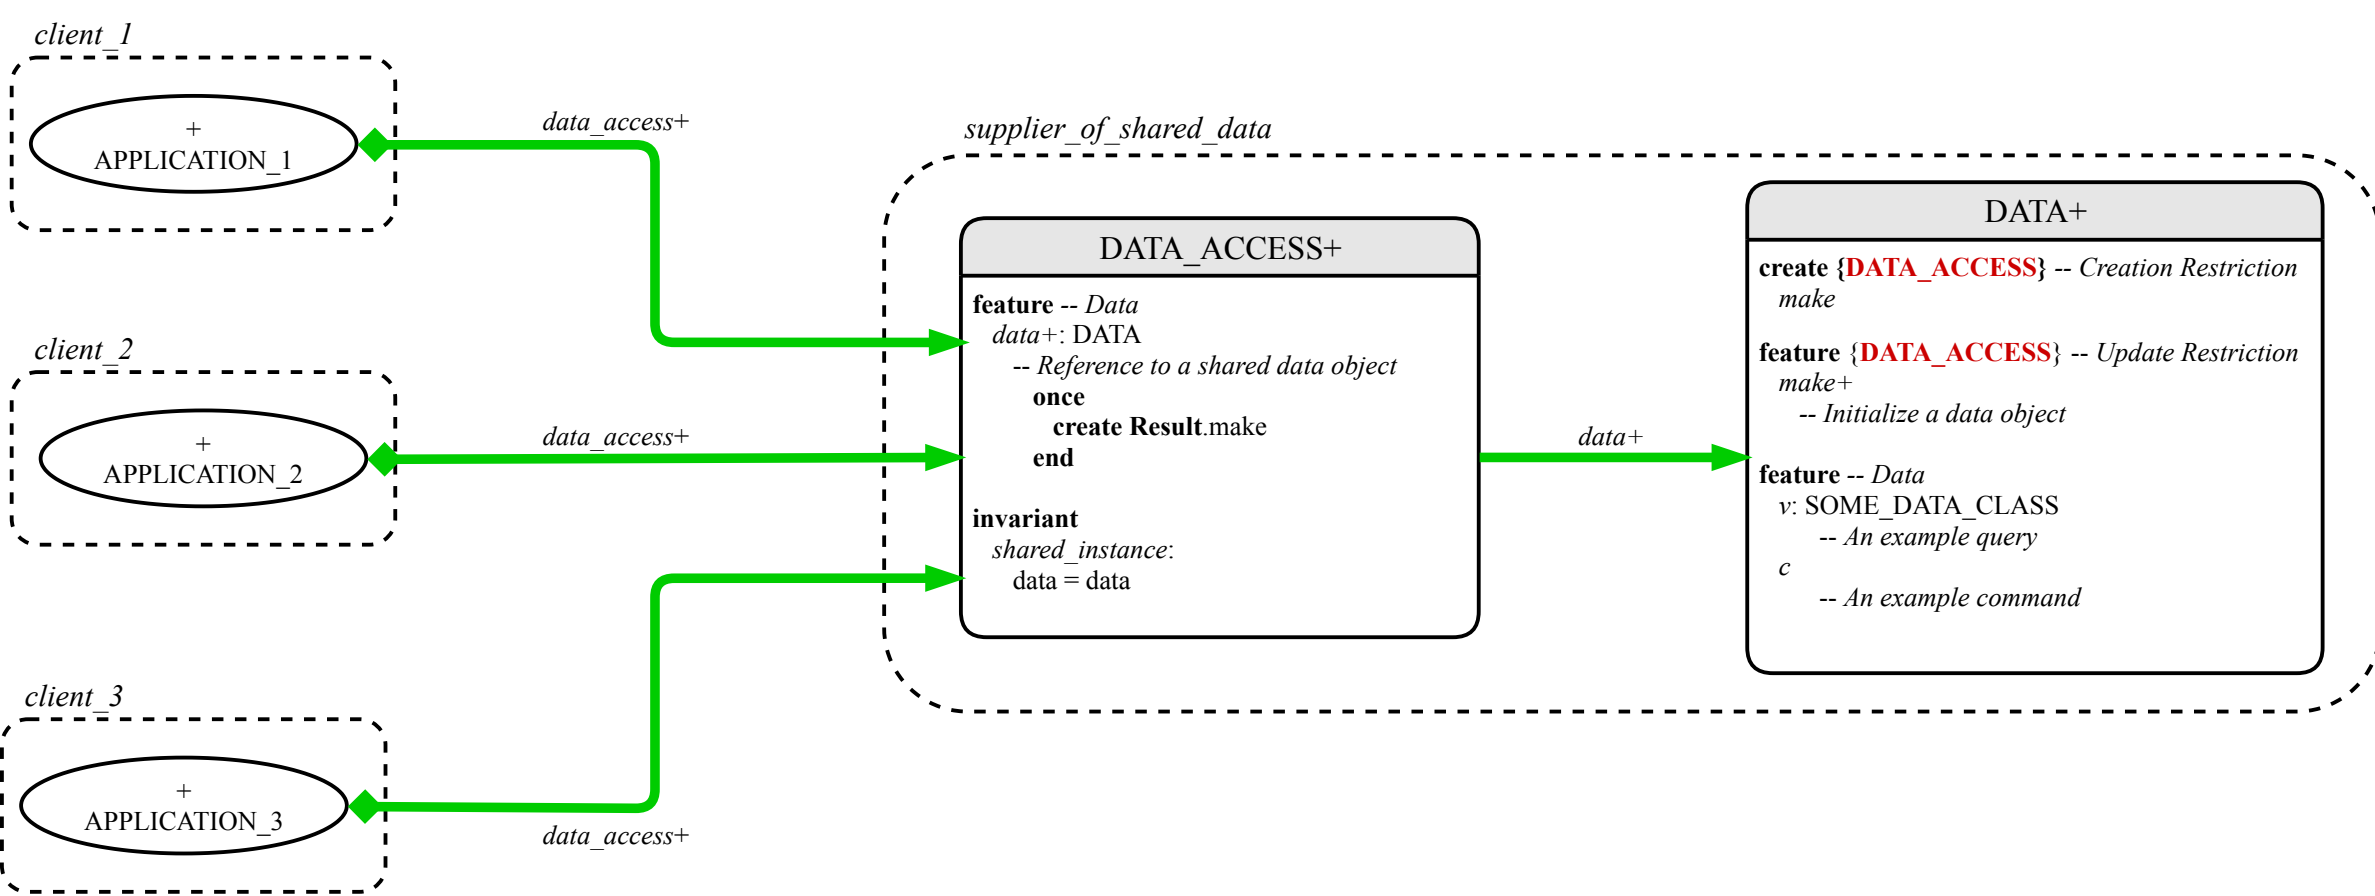 client_1
+
APPLICATION_1
data_access+
client_2
+
APPLICATION_2
data_access+
client_3
+
APPLICATION_3
data_access+
supplier_of_shared_data
DATA_ACCESS+
feature -- Data
data+: DATA
-- Reference to a shared data object
once
create Result.make
end
invariant
shared_instance:
data = data
data+
DATA+
create {DATA_ACCESS} -- Creation Restriction
make
feature {DATA_ACCESS} -- Update Restriction
make+
-- Initialize a data object
feature -- Data
v: SOME_DATA_CLASS
-- An example query
c
-- An example command